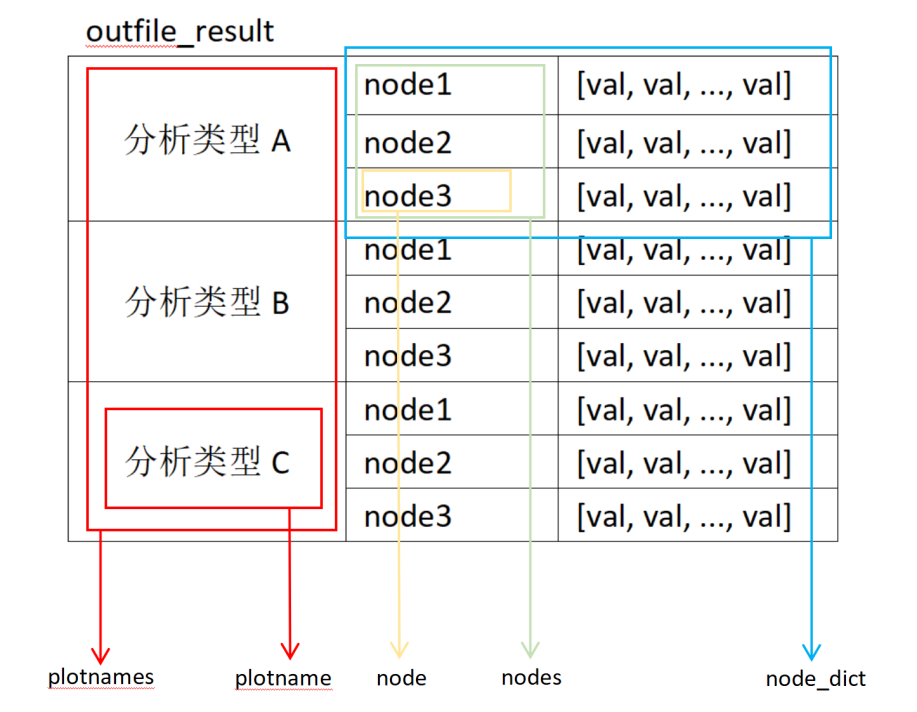 outfile_result
分析类型 A
node1 [val, val, ..., val]
node2 [val, val, ..., val]
node3 [val, val, ..., val]
分析类型 B
node1 [val, val, ..., val]
node2 [val, val, ..., val]
node3 [val, val, ..., val]
分析类型 C
node1 [val, val, ..., val]
node2 [val, val, ..., val]
node3 [val, val, ..., val]
plotnames plotname node nodes node_dict